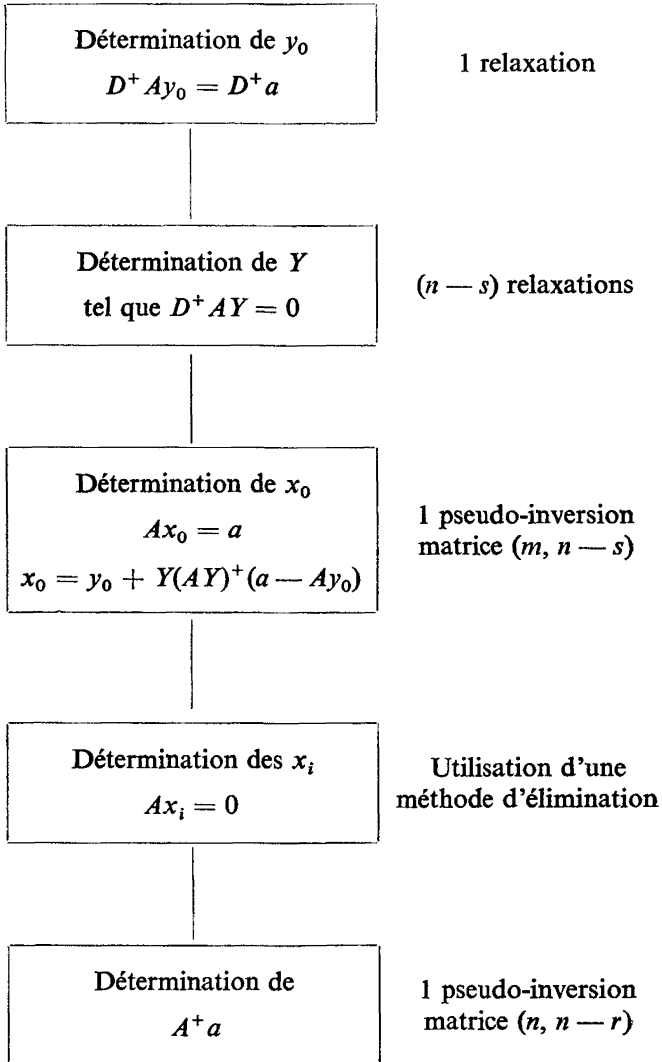 Détermination de y₀
D⁺ Ay₀ = D⁺ a
1 relaxation
Détermination de Y
tel que D⁺ AY = 0
(n — s) relaxations
Détermination de x₀
Ax₀ = a
x₀ = y₀ + Y(AY)⁺(a — Ay₀)
1 pseudo-inversion
matrice (m, n — s)
Détermination des xᵢ
Axᵢ = 0
Utilisation d'une
méthode d'élimination
Détermination de
A⁺ a
1 pseudo-inversion
matrice (n, n — r)